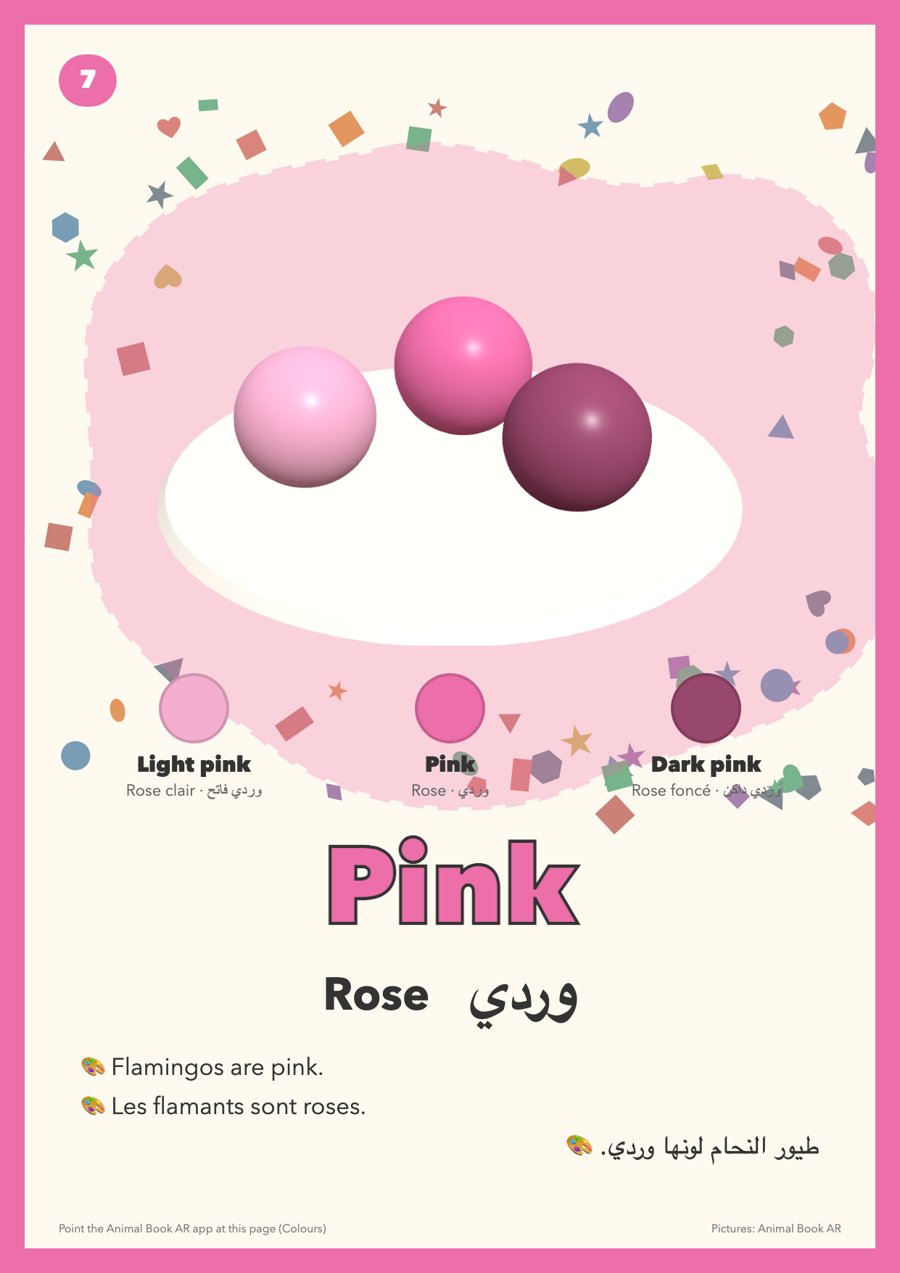 7
Light pink
Rose clair · وردي فاتح
Pink
Rose · وردي
Dark pink
Rose foncé · وردي داكن
Pink
Rose وردي
Flamingos are pink.
Les flamants sont roses.
طيور النحام لونها وردي.
Point the Animal Book AR app at this page (Colours)
Pictures: Animal Book AR